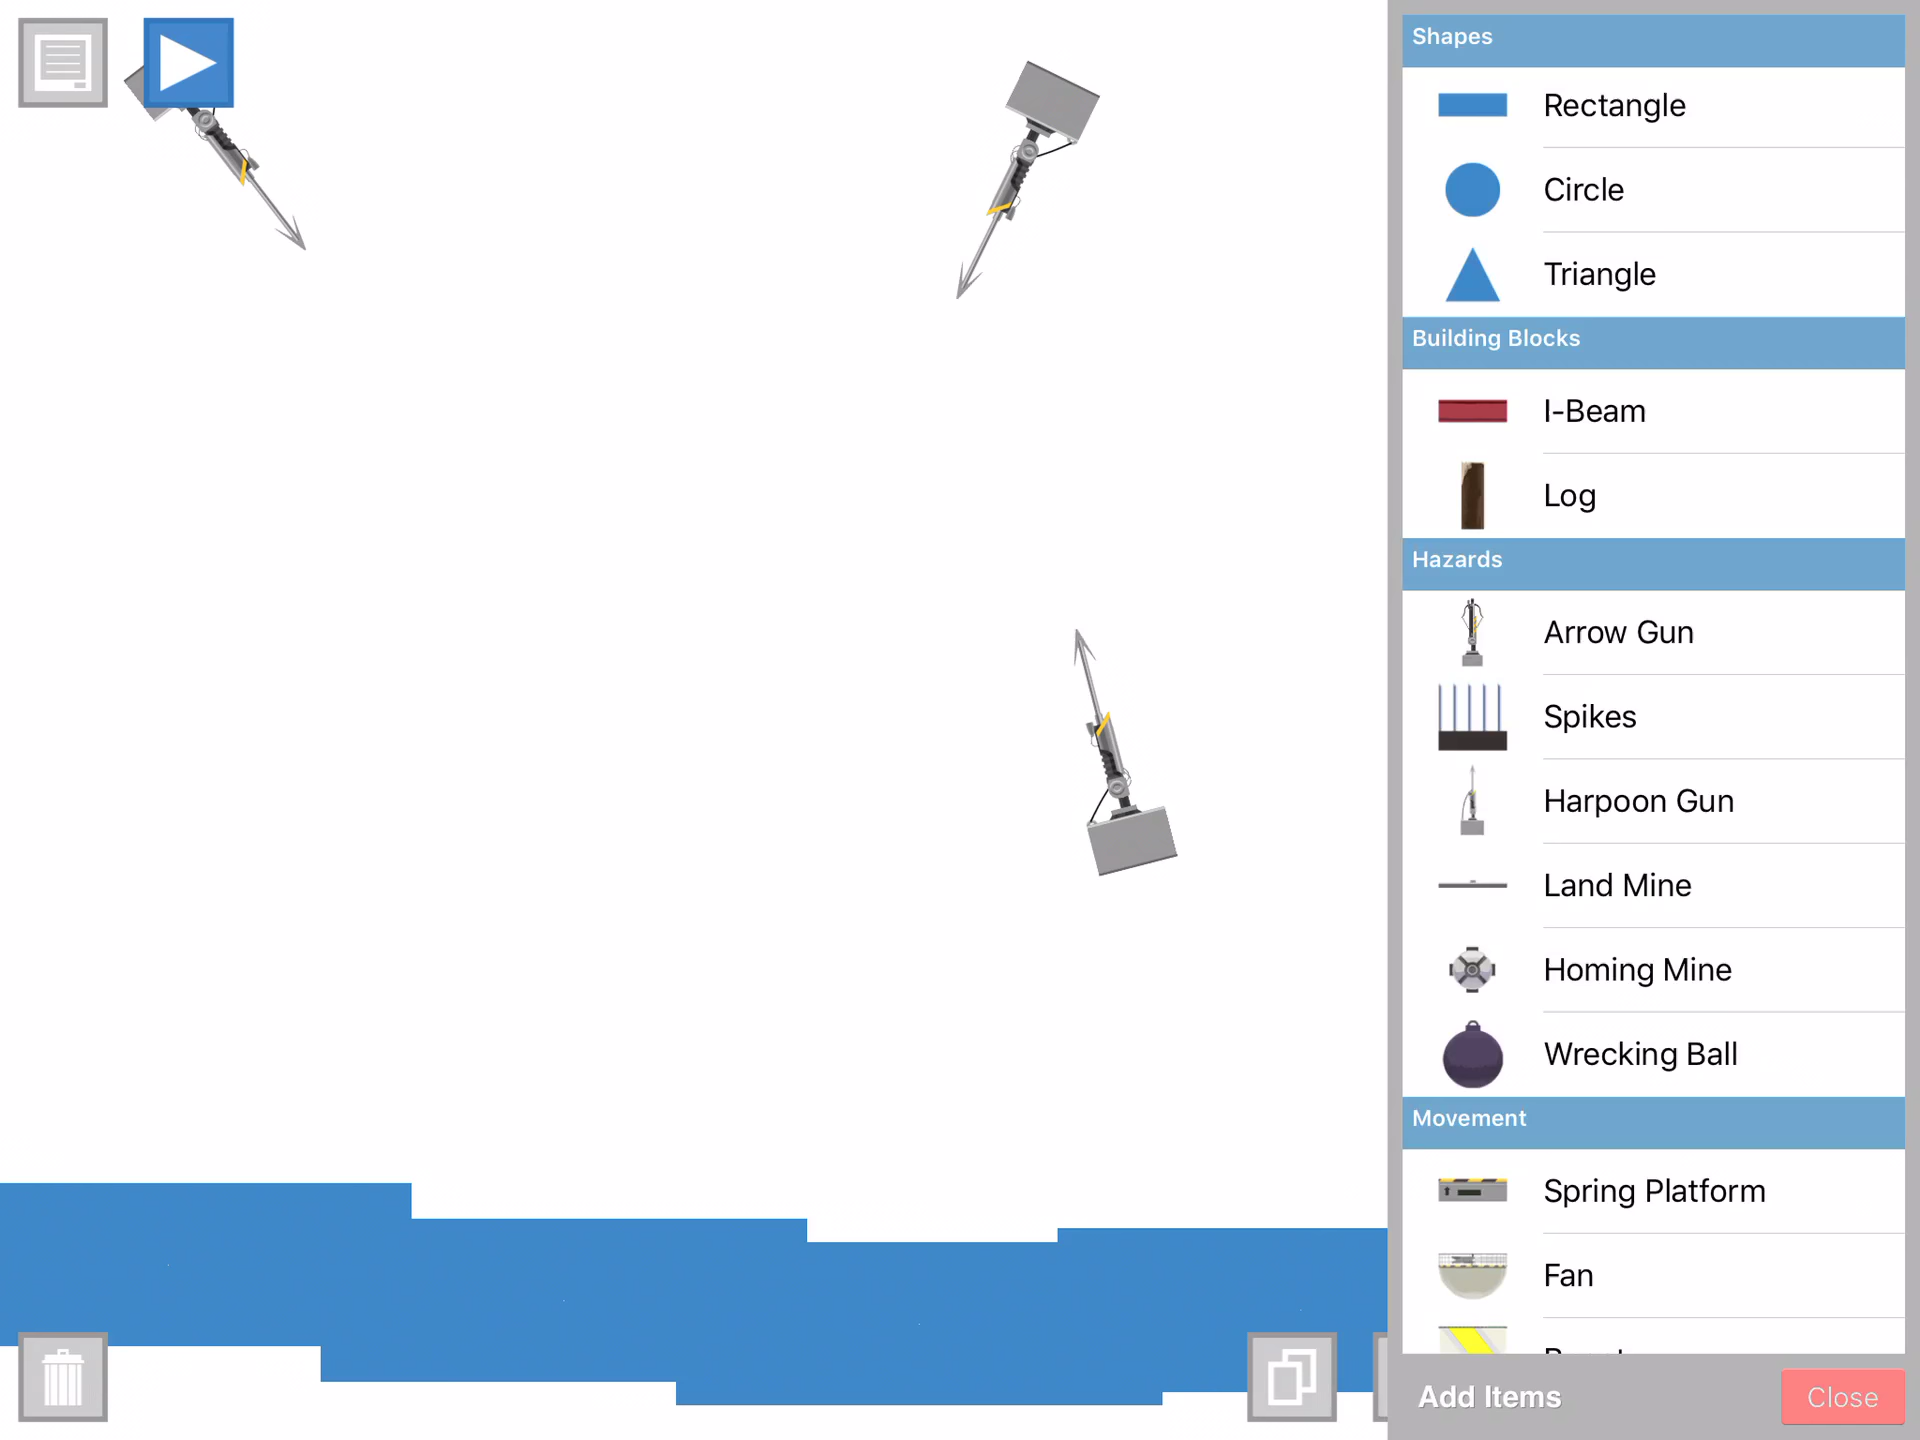 Shapes
Rectangle
Circle
Triangle
Building Blocks
I-Beam
Log
Hazards
Arrow Gun
Spikes
Harpoon Gun
Land Mine
Homing Mine
Wrecking Ball
Movement
Spring Platform
Fan
Add Items
Close